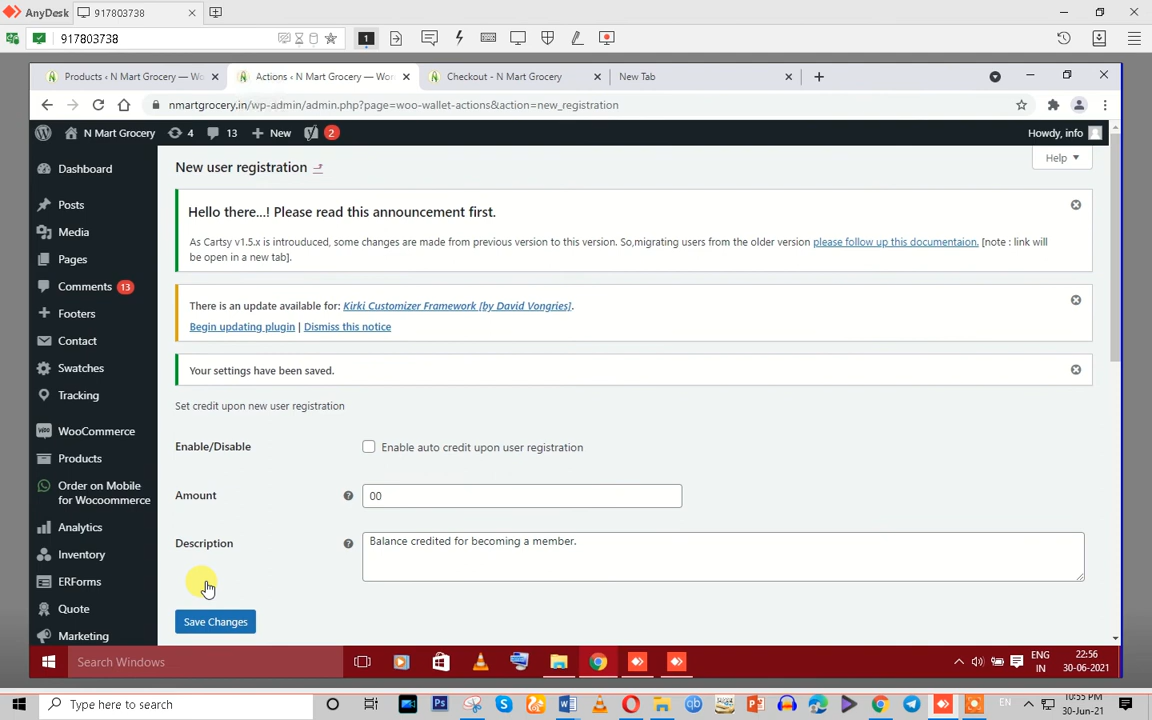 AnyDesk 917803738
917803738
1
Products ‹ N Mart Grocery — Wo
Actions ‹ N Mart Grocery — Wor
Checkout - N Mart Grocery
New Tab
nmartgrocery.in/wp-admin/admin.php?page=woo-wallet-actions&action=new_registration
N Mart Grocery 4 13 New 2 Howdy, info
Help
Dashboard
Posts
Media
Pages
Comments 13
Footers
Contact
Swatches
Tracking
WooCommerce
Products
Order on Mobile
for Wocoommerce
Analytics
Inventory
ERForms
Quote
Marketing
New user registration
Hello there...! Please read this announcement first.
As Cartsy v1.5.x is introuduced, some changes are made from previous version to this version. So,migrating users from the older version please follow up this documentaion. [note : link will
be open in a new tab].
There is an update available for: Kirki Customizer Framework [by David Vongries].
Begin updating plugin | Dismiss this notice
Your settings have been saved.
Set credit upon new user registration
Enable/Disable Enable auto credit upon user registration
Amount 00
Description Balance credited for becoming a member.
Save Changes
Search Windows
ENG 22:56
IN 30-06-2021
Type here to search
EN 10:55 PM
30-Jun-21